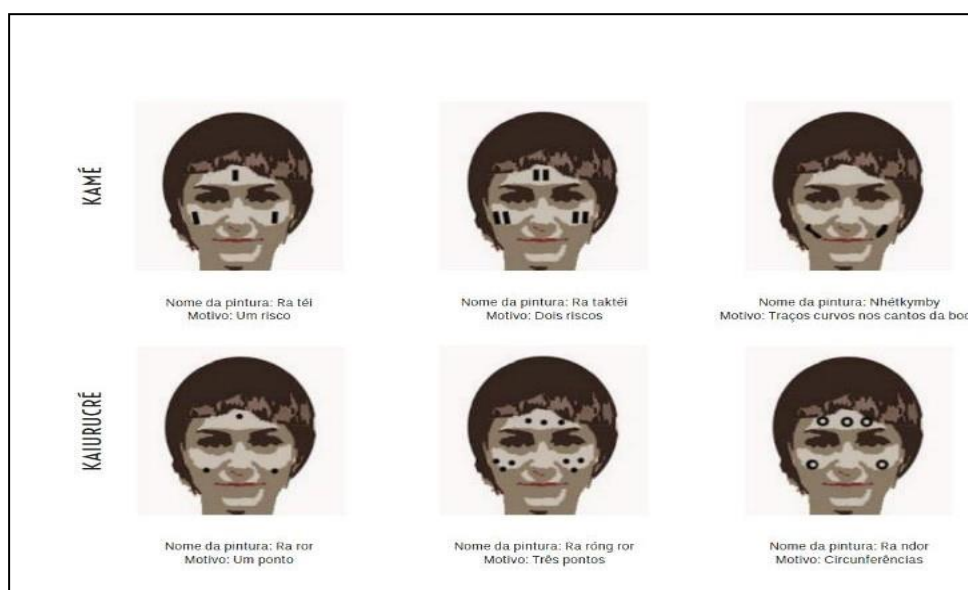 KAMÉ
Nome da pintura: Ra téi
Motivo: Um risco
Nome da pintura: Ra taktéi
Motivo: Dois riscos
Nome da pintura: Nhétkymby
Motivo: Traços curvos nos cantos da boc
KAIURUCRÉ
Nome da pintura: Ra ror
Motivo: Um ponto
Nome da pintura: Ra róng ror
Motivo: Três pontos
Nome da pintura: Ra ndor
Motivo: Circunferências